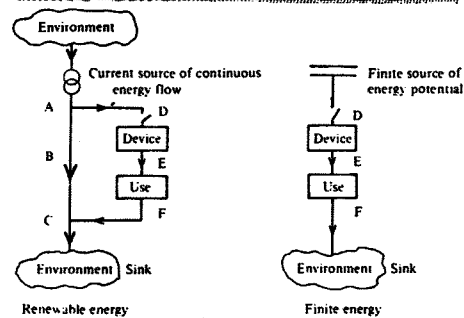 Environment
Current source of continuous
energy flow
A
D
Device
B
E
Use
F
C
Environment
Sink
Renewable energy
Finite source of
energy potential
D
Device
E
Use
F
Environment
Sink
Finite energy